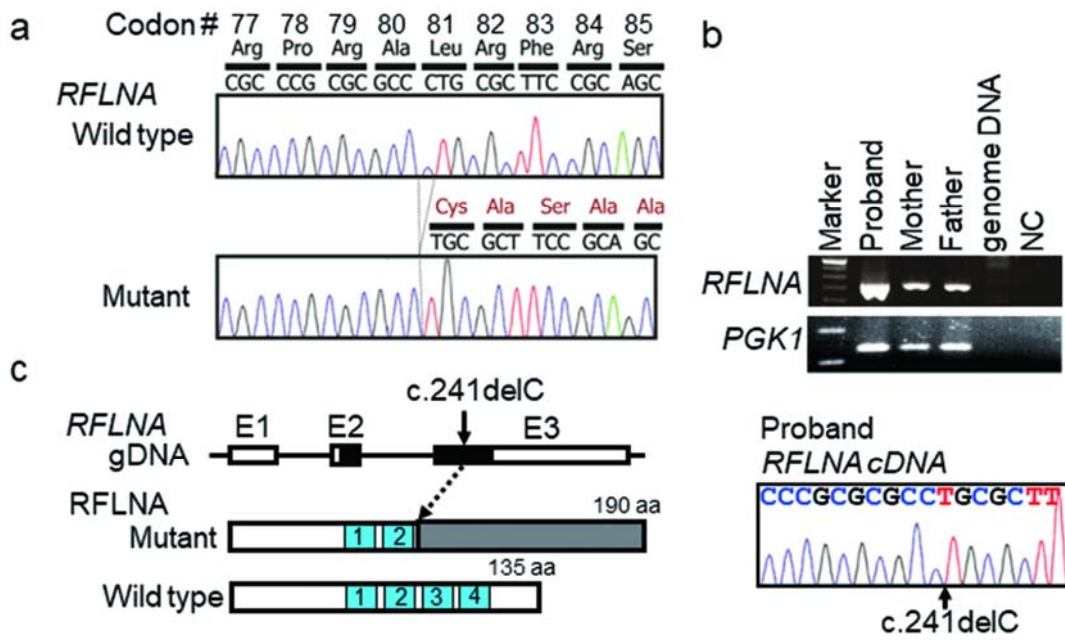 a
Codon # 77 78 79 80 81 82 83 84 85
Arg Pro Arg Ala Leu Arg Phe Arg Ser
CGC CCG CGC GCC CTG CGC TTC CGC AGC
RFLNA
Wild type
Cys Ala Ser Ala Ala
TGC GCT TCC GCA GC
Mutant
b
Marker
Proband
Mother
Father
genome DNA
NC
RFLNA
PGK1
Proband
RFLNA cDNA
CCCGCGCGCCTGCGCTT
c.241delC
c
c.241delC
RFLNA
gDNA
E1 E2 E3
RFLNA
190 aa
Mutant
1 2
135 aa
Wild type
1 2 3 4